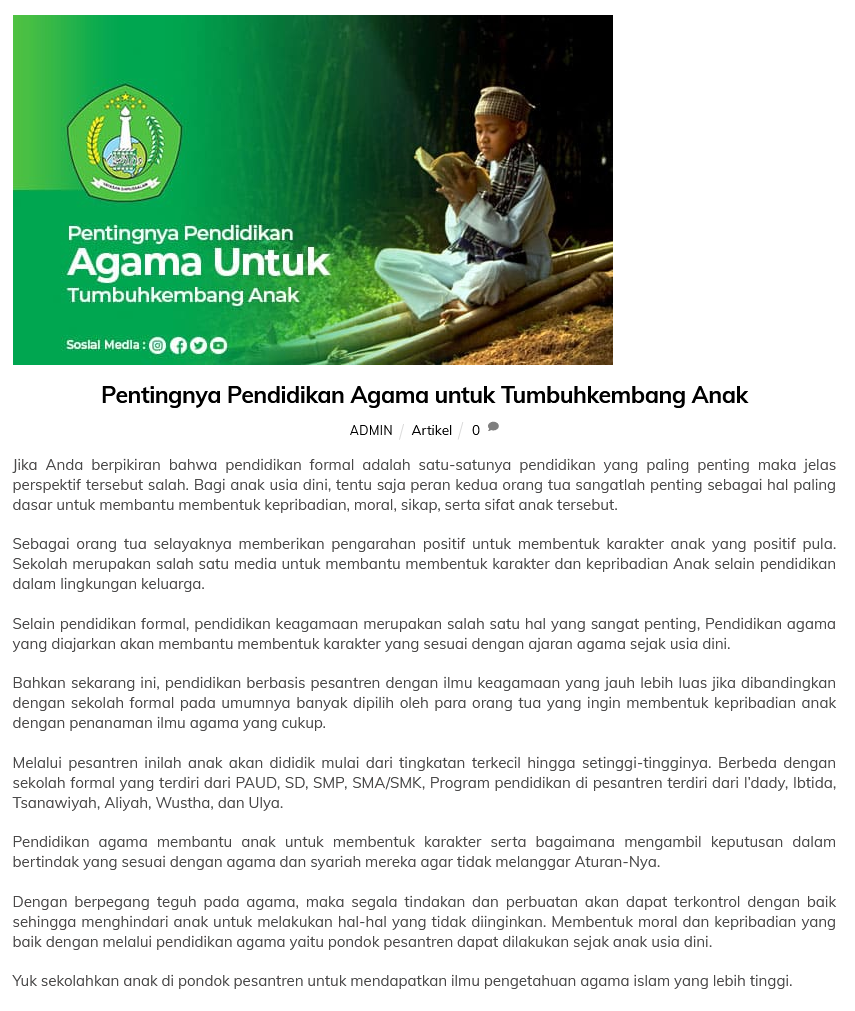 YAYASAN DARUSSALAM
Pentingnya Pendidikan
Agama Untuk
Tumbuhkembang Anak
Sosial Media :
Pentingnya Pendidikan Agama untuk Tumbuhkembang Anak
ADMIN / Artikel / 0
Jika Anda berpikiran bahwa pendidikan formal adalah satu-satunya pendidikan yang paling penting maka jelas
perspektif tersebut salah. Bagi anak usia dini, tentu saja peran kedua orang tua sangatlah penting sebagai hal paling
dasar untuk membantu membentuk kepribadian, moral, sikap, serta sifat anak tersebut.
Sebagai orang tua selayaknya memberikan pengarahan positif untuk membentuk karakter anak yang positif pula.
Sekolah merupakan salah satu media untuk membantu membentuk karakter dan kepribadian Anak selain pendidikan
dalam lingkungan keluarga.
Selain pendidikan formal, pendidikan keagamaan merupakan salah satu hal yang sangat penting, Pendidikan agama
yang diajarkan akan membantu membentuk karakter yang sesuai dengan ajaran agama sejak usia dini.
Bahkan sekarang ini, pendidikan berbasis pesantren dengan ilmu keagamaan yang jauh lebih luas jika dibandingkan
dengan sekolah formal pada umumnya banyak dipilih oleh para orang tua yang ingin membentuk kepribadian anak
dengan penanaman ilmu agama yang cukup.
Melalui pesantren inilah anak akan dididik mulai dari tingkatan terkecil hingga setinggi-tingginya. Berbeda dengan
sekolah formal yang terdiri dari PAUD, SD, SMP, SMA/SMK, Program pendidikan di pesantren terdiri dari I’dady, Ibtida,
Tsanawiyah, Aliyah, Wustha, dan Ulya.
Pendidikan agama membantu anak untuk membentuk karakter serta bagaimana mengambil keputusan dalam
bertindak yang sesuai dengan agama dan syariah mereka agar tidak melanggar Aturan-Nya.
Dengan berpegang teguh pada agama, maka segala tindakan dan perbuatan akan dapat terkontrol dengan baik
sehingga menghindari anak untuk melakukan hal-hal yang tidak diinginkan. Membentuk moral dan kepribadian yang
baik dengan melalui pendidikan agama yaitu pondok pesantren dapat dilakukan sejak anak usia dini.
Yuk sekolahkan anak di pondok pesantren untuk mendapatkan ilmu pengetahuan agama islam yang lebih tinggi.